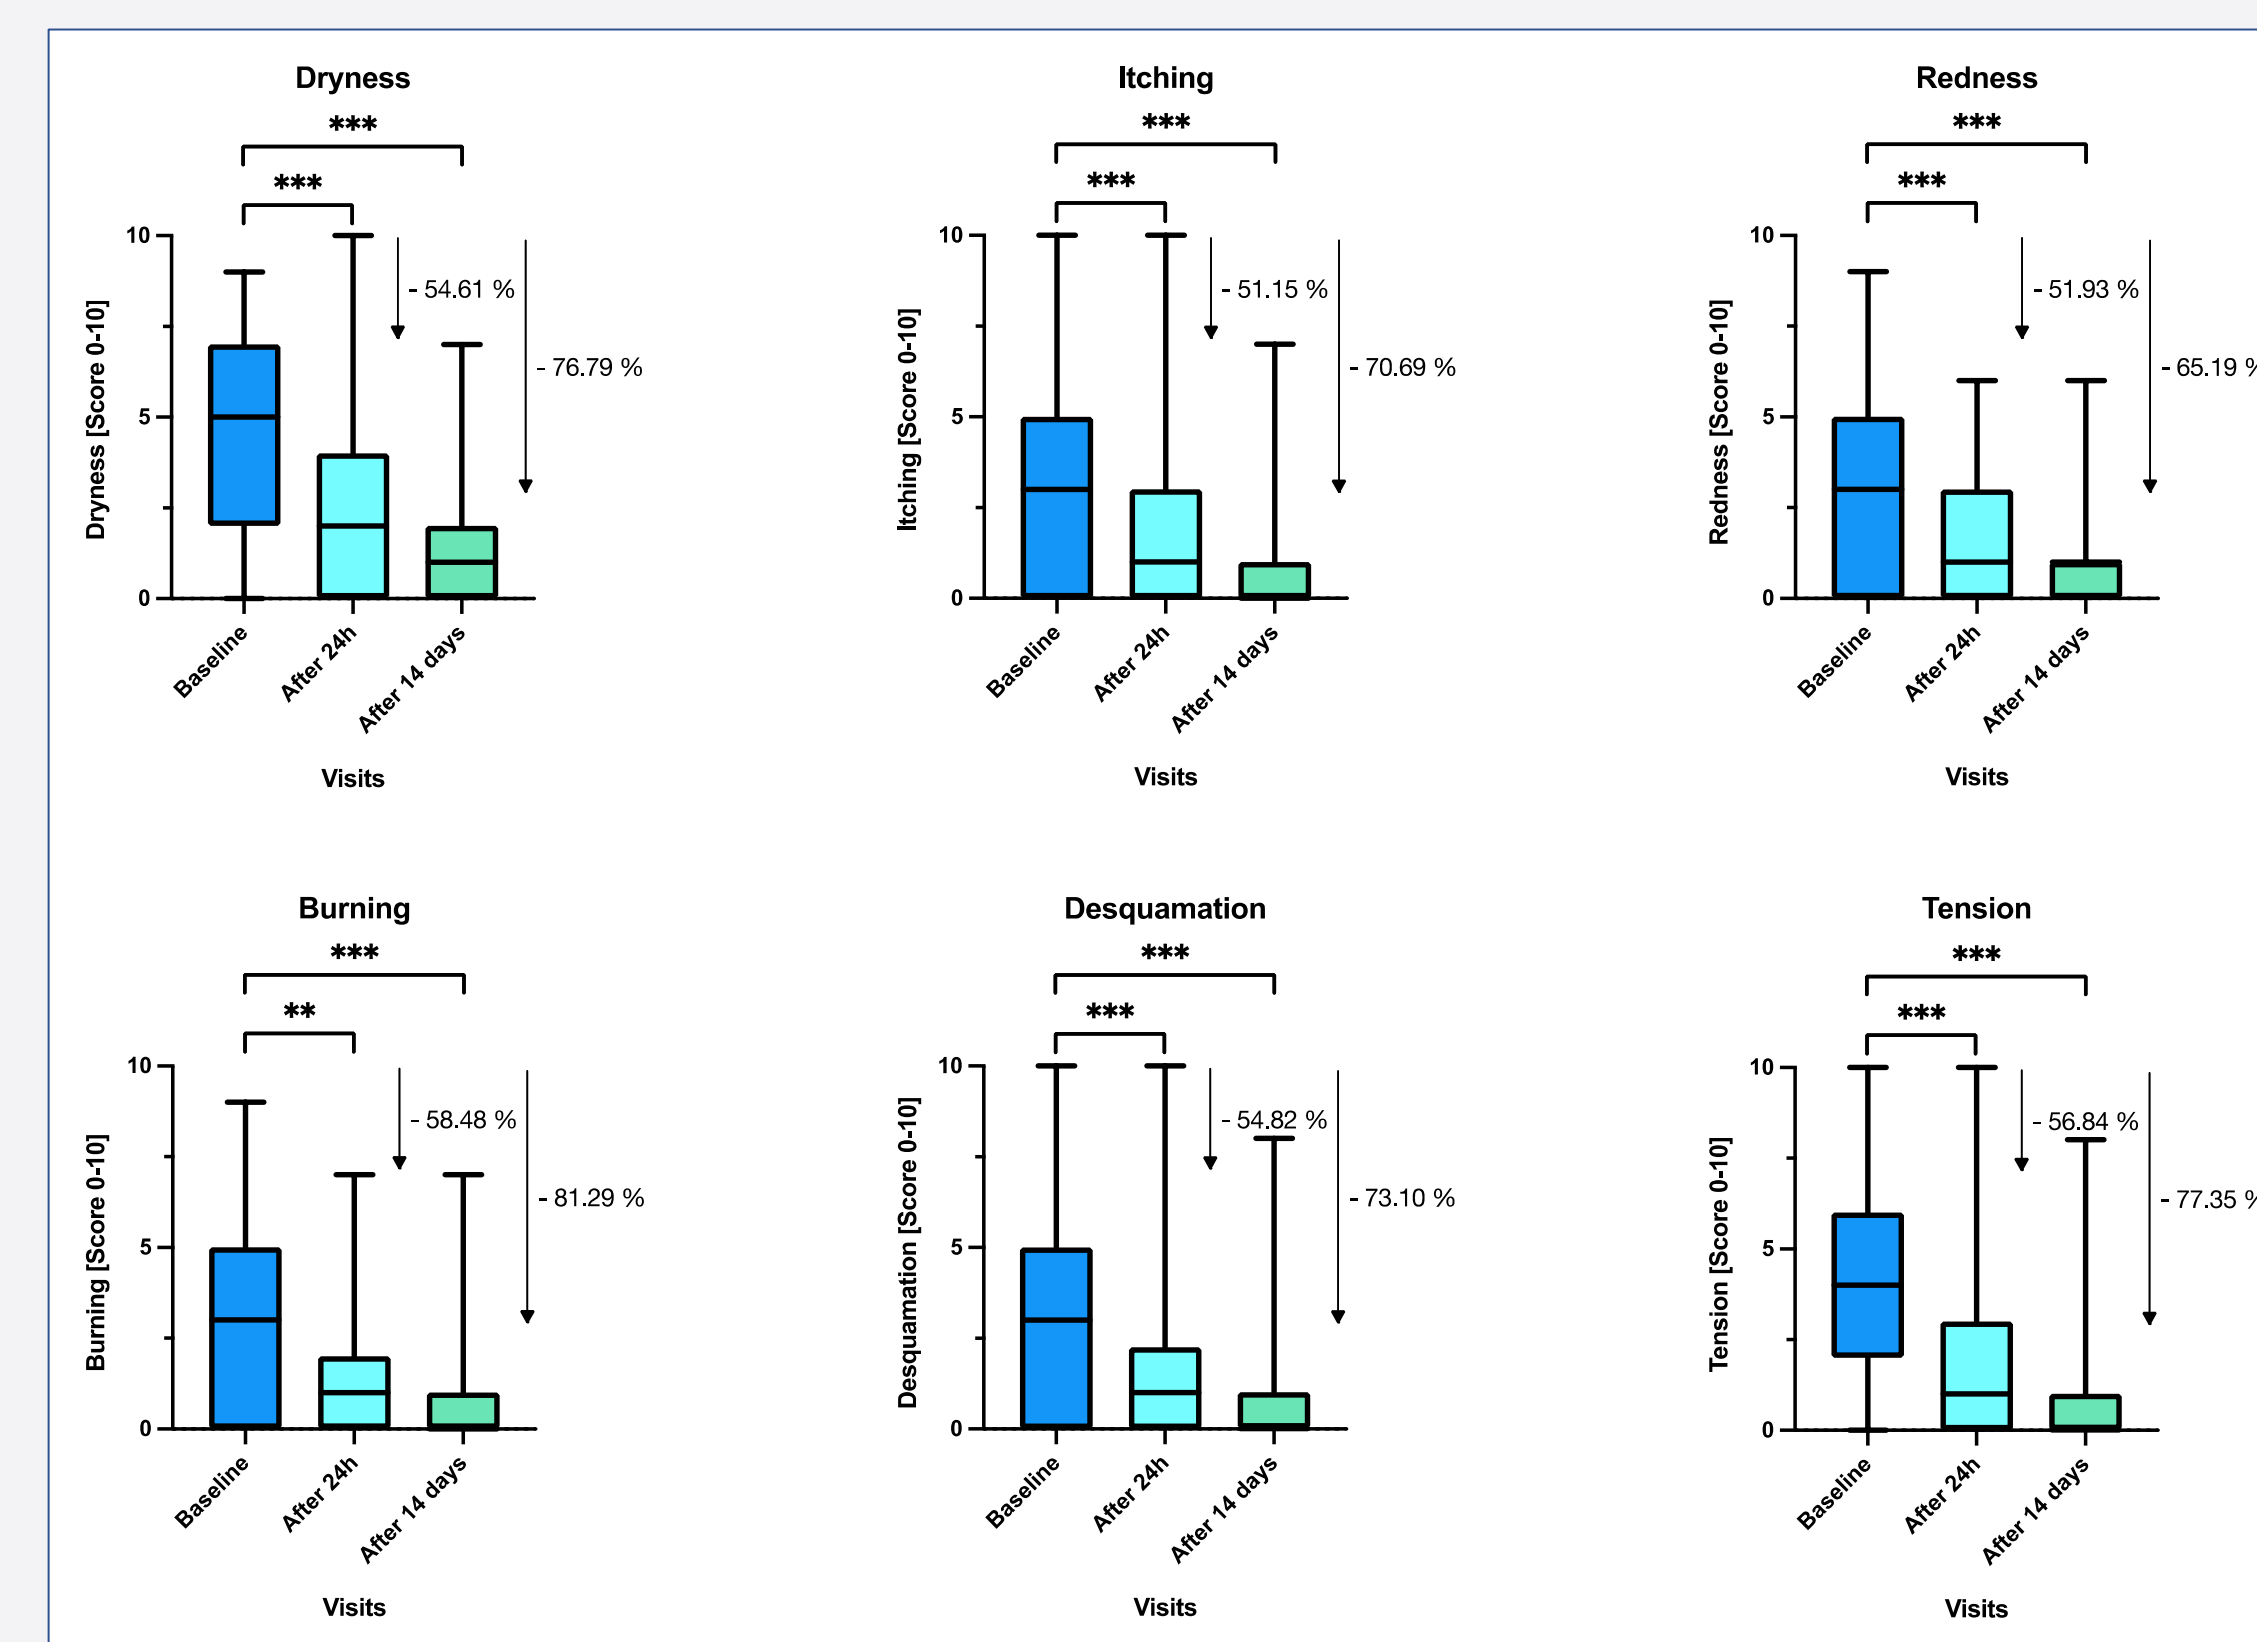 Dryness
***
***
10
5
0
Dryness [Score 0-10]
- 54.61 %
- 76.79 %
Baseline
After 24h
After 14 days
Visits
Itching
***
***
10
5
0
Itching [Score 0-10]
- 51.15 %
- 70.69 %
Baseline
After 24h
After 14 days
Visits
Redness
***
***
10
5
0
Redness [Score 0-10]
- 51.93 %
- 65.19 %
Baseline
After 24h
After 14 days
Visits
Burning
***
**
10
5
0
Burning [Score 0-10]
- 58.48 %
- 81.29 %
Baseline
After 24h
After 14 days
Visits
Desquamation
***
***
10
5
0
Desquamation [Score 0-10]
- 54.82 %
- 73.10 %
Baseline
After 24h
After 14 days
Visits
Tension
***
***
10
5
0
Tension [Score 0-10]
- 56.84 %
- 77.35 %
Baseline
After 24h
After 14 days
Visits